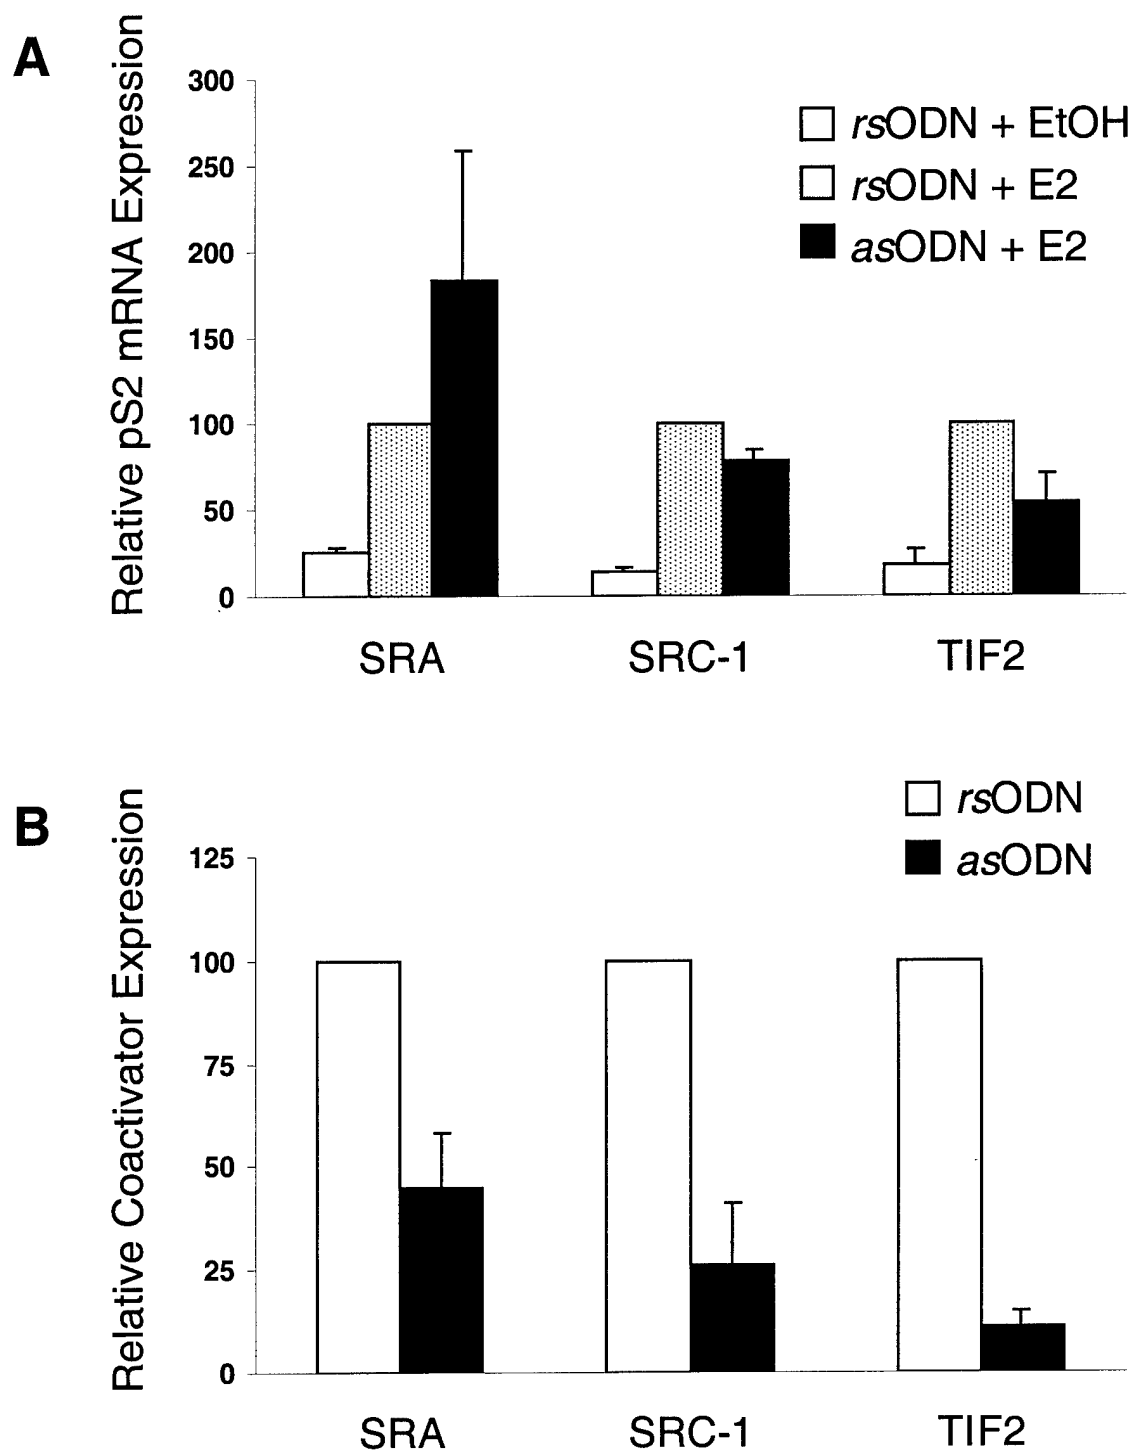 A
Relative pS2 mRNA Expression
300
250
200
150
100
50
0
rsODN + EtOH
rsODN + E2
asODN + E2
SRA SRC-1 TIF2
B
Relative Coactivator Expression
125
100
75
50
25
0
rsODN
asODN
SRA SRC-1 TIF2